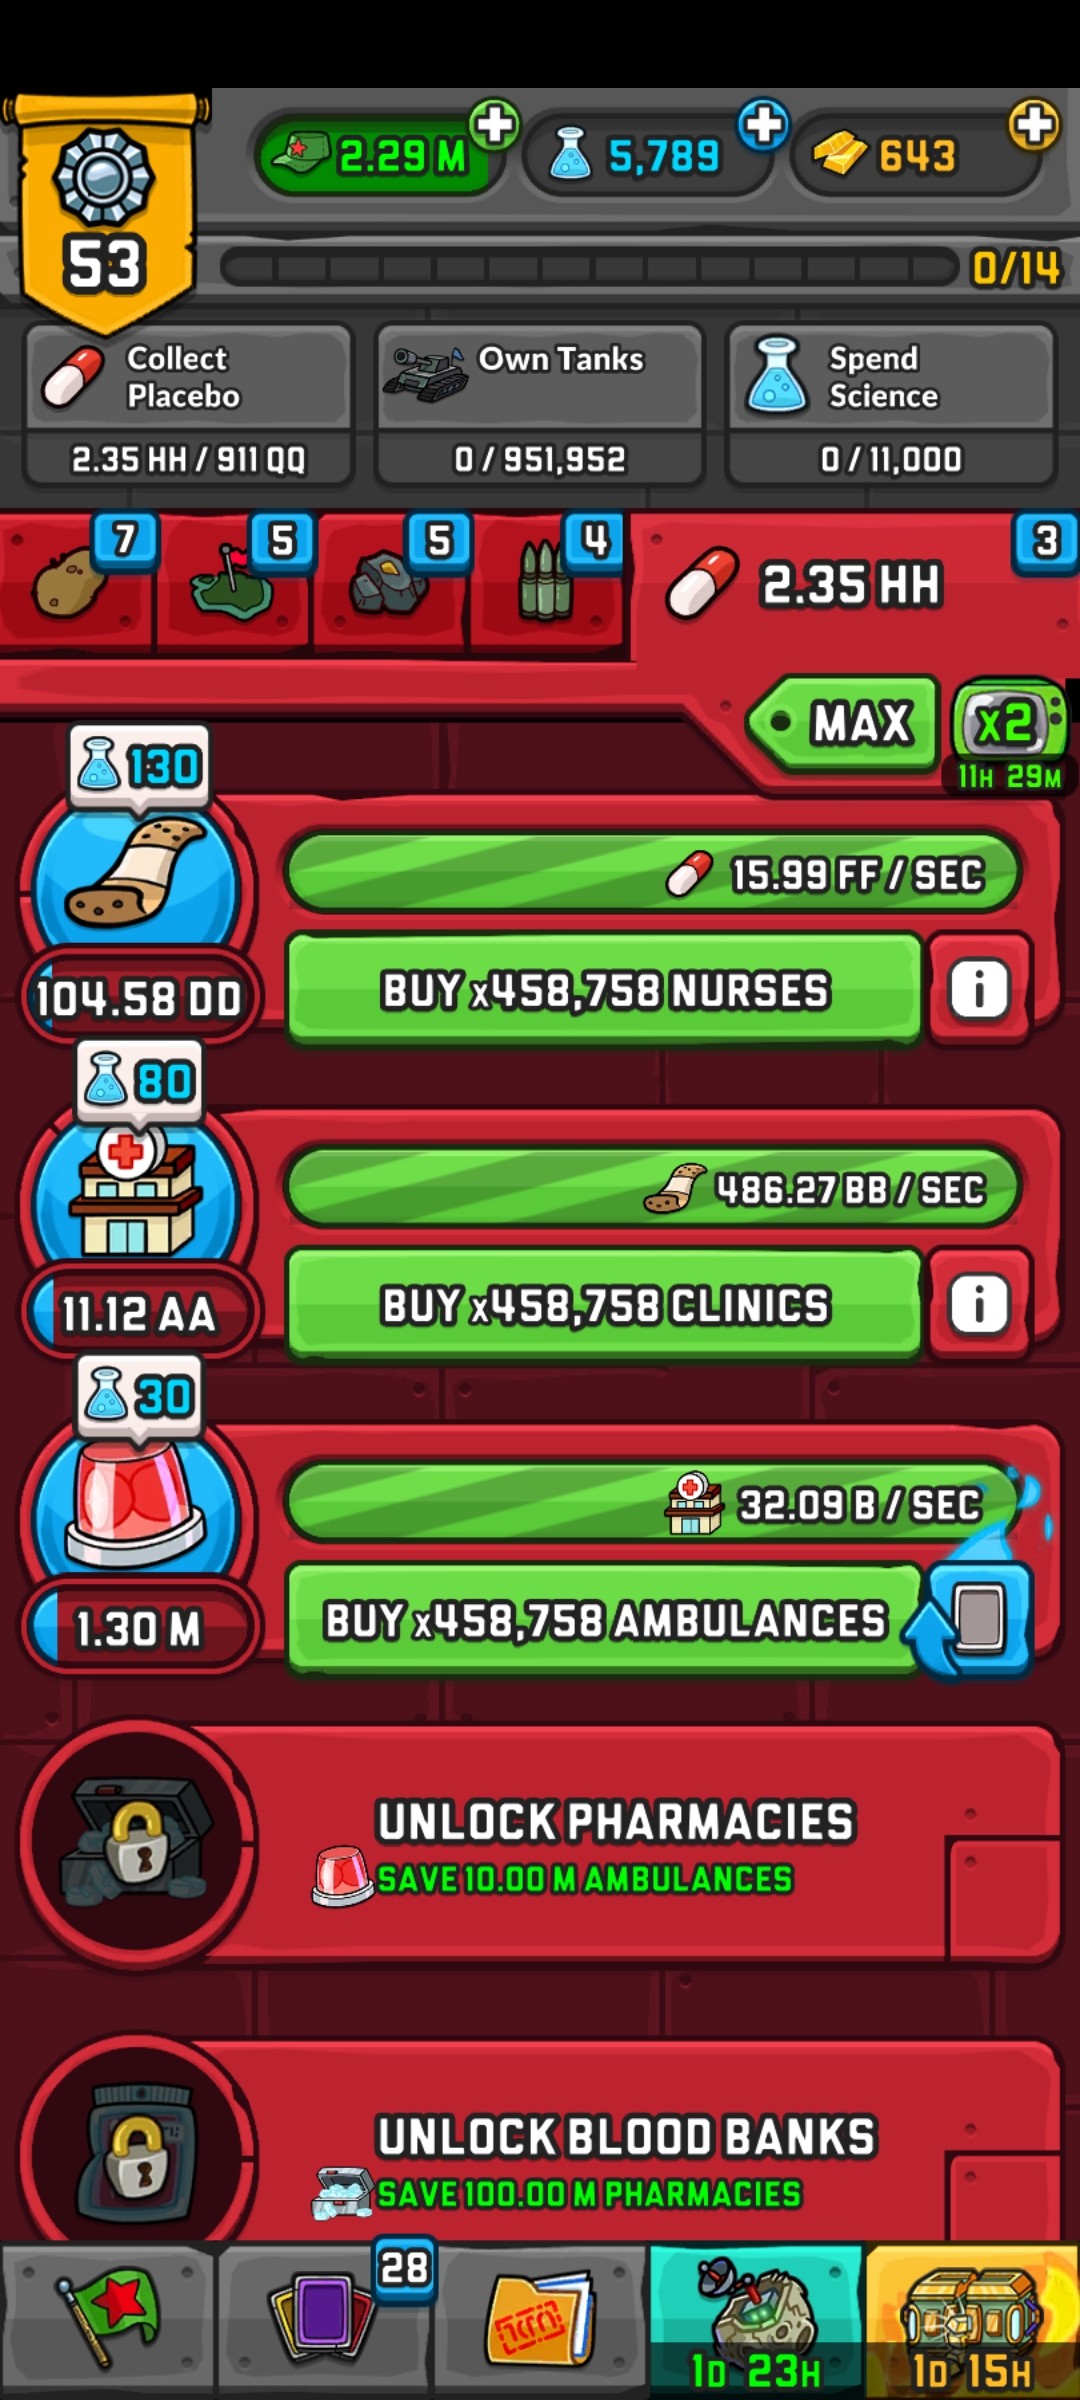 2.29 M
5,789
643
53
0/14
Collect
Placebo
2.35 HH / 911 QQ
Own Tanks
0 / 951,952
Spend
Science
0 / 11,000
7
5
5
4
2.35 HH
3
MAX
x2
11H 29M
130
15.99 FF / SEC
104.58 DD
BUY x458,758 NURSES
i
80
486.27 BB / SEC
11.12 AA
BUY x458,758 CLINICS
i
30
32.09 B / SEC
1.30 M
BUY x458,758 AMBULANCES
UNLOCK PHARMACIES
SAVE 10.00 M AMBULANCES
UNLOCK BLOOD BANKS
SAVE 100.00 M PHARMACIES
28
1D 23H
1D 15H